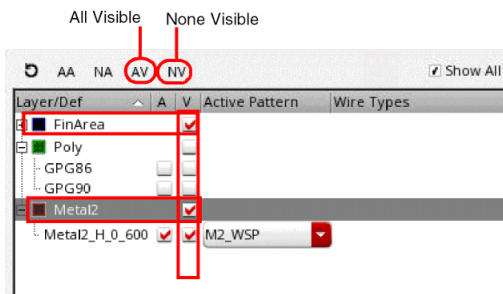 All Visible None Visible
AA NA AV NV Show All
Layer/Def A V Active Pattern Wire Types
FinArea
Poly
GPG86
GPG90
Metal2
Metal2_H_0_600 M2_WSP